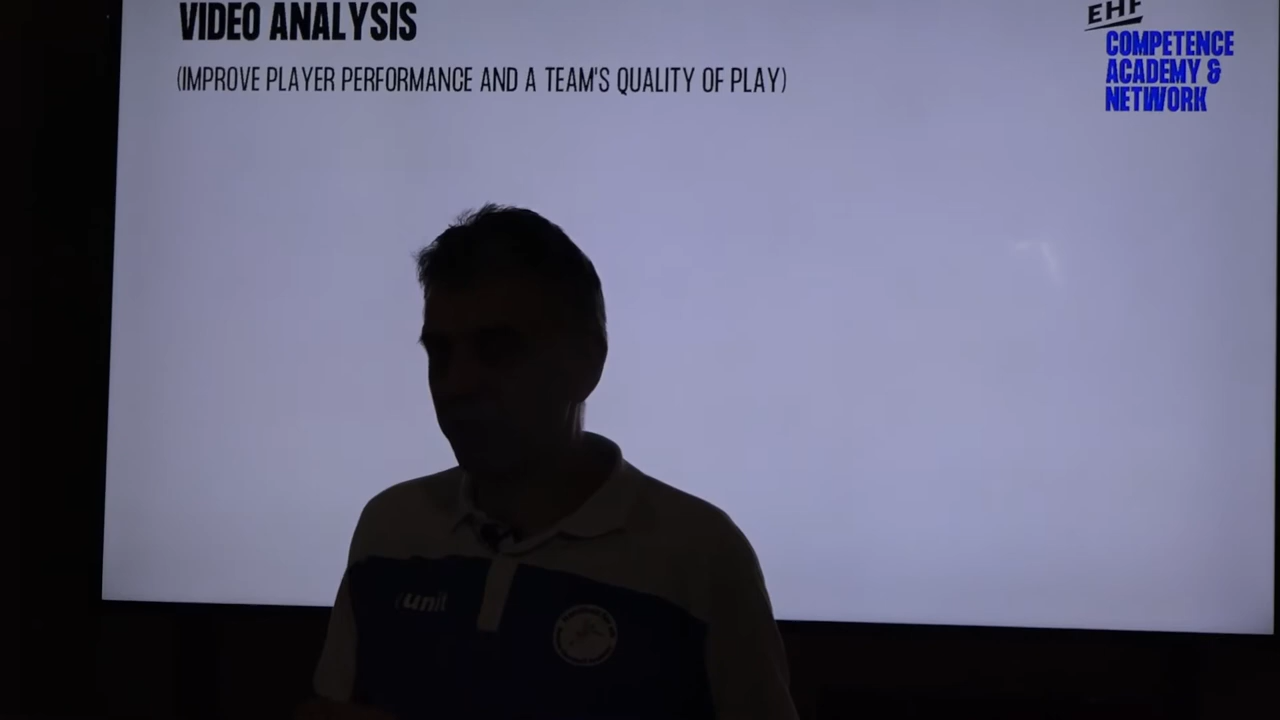 VIDEO ANALYSIS
(IMPROVE PLAYER PERFORMANCE AND A TEAM'S QUALITY OF PLAY)
EHF
COMPETENCE
ACADEMY &
NETWORK
unit